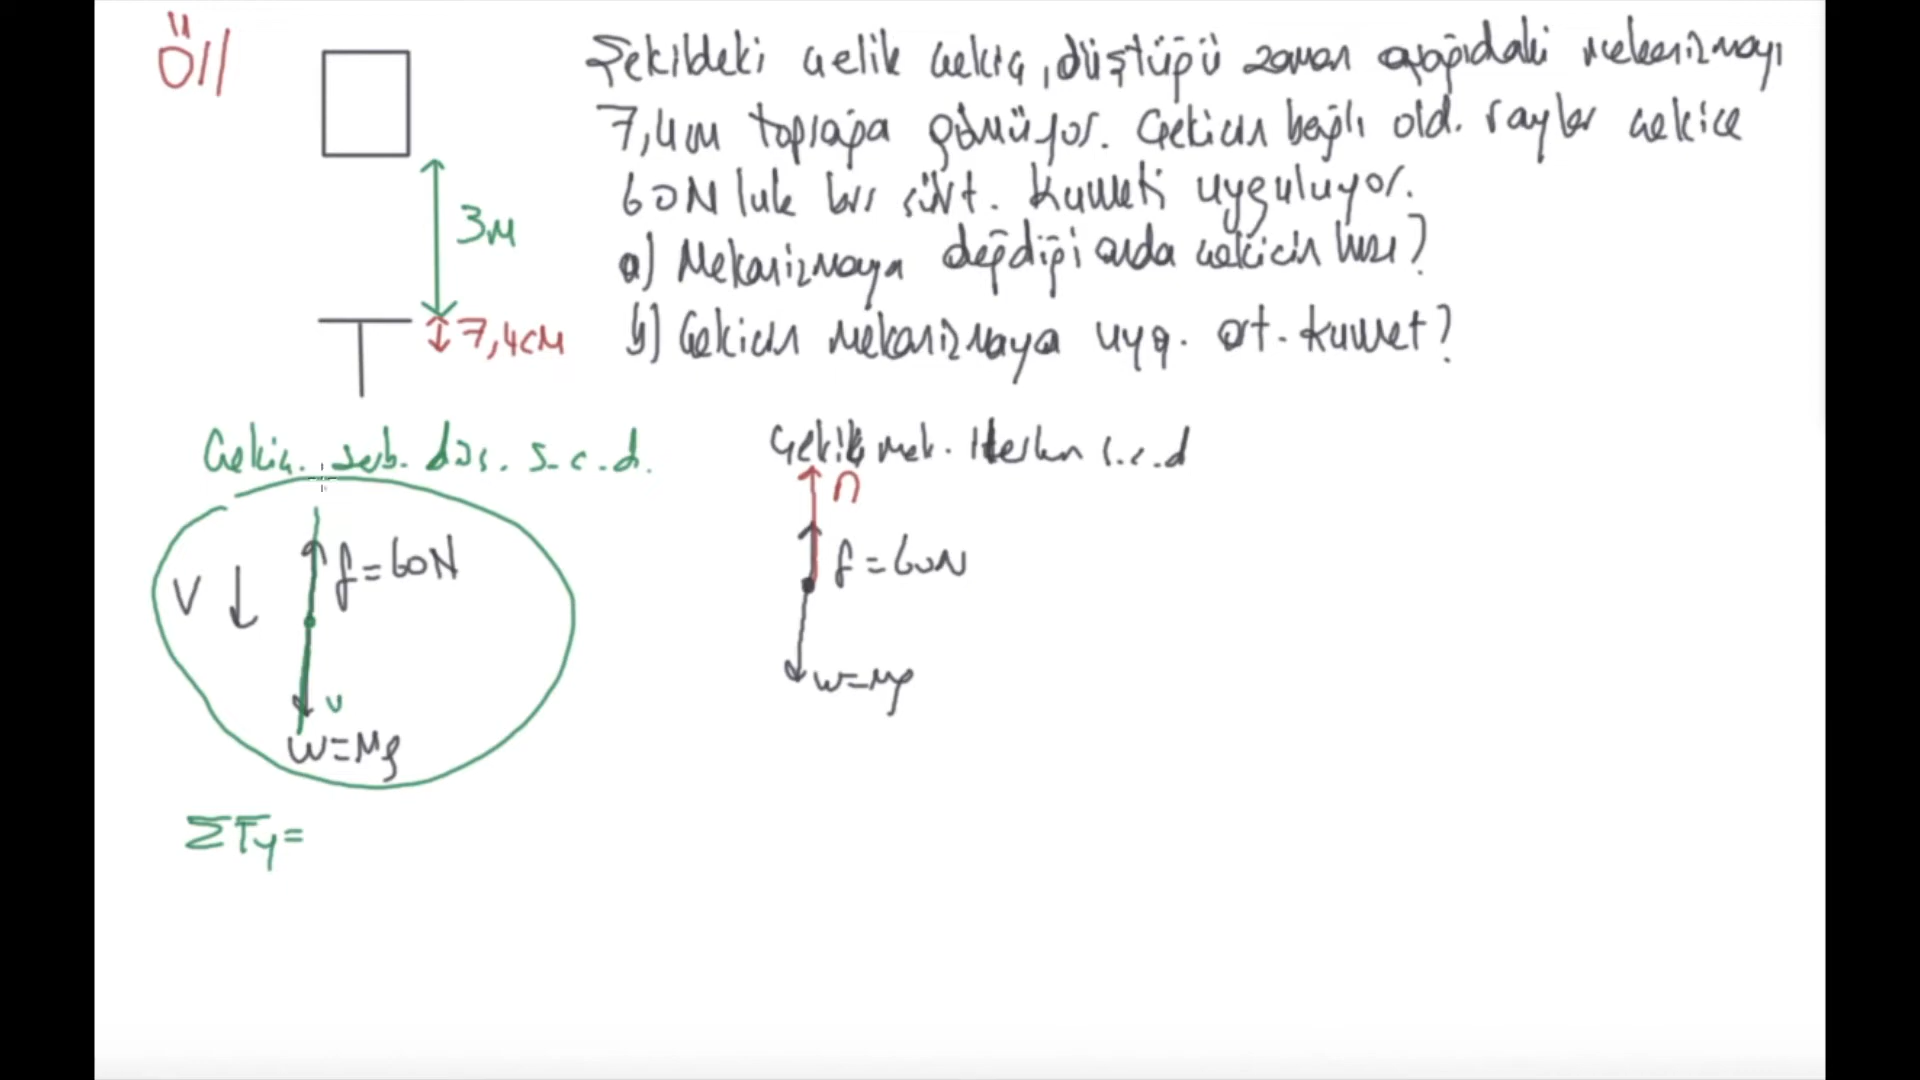 Ö//
Şekildeki çelik çekiç, düştüğü zaman aşağıdaki mekanizmayı
7,4cm toprağa gömüyor. Çekicin bağlı old. raylar çekice
60N luk bir sürt. kuvveti uyguluyor.
a) Mekanizmaya değdiği anda çekicin hızı?
b) Çekicin mekanizmaya uyg. ort. kuvvet?
3m
7,4cm
Çekiç. serb. düş. s.c.d.
V
f=60N
v
w=mg
ΣFy=
Çekiç mek. iterken s.c.d
n
f=60N
w=mg